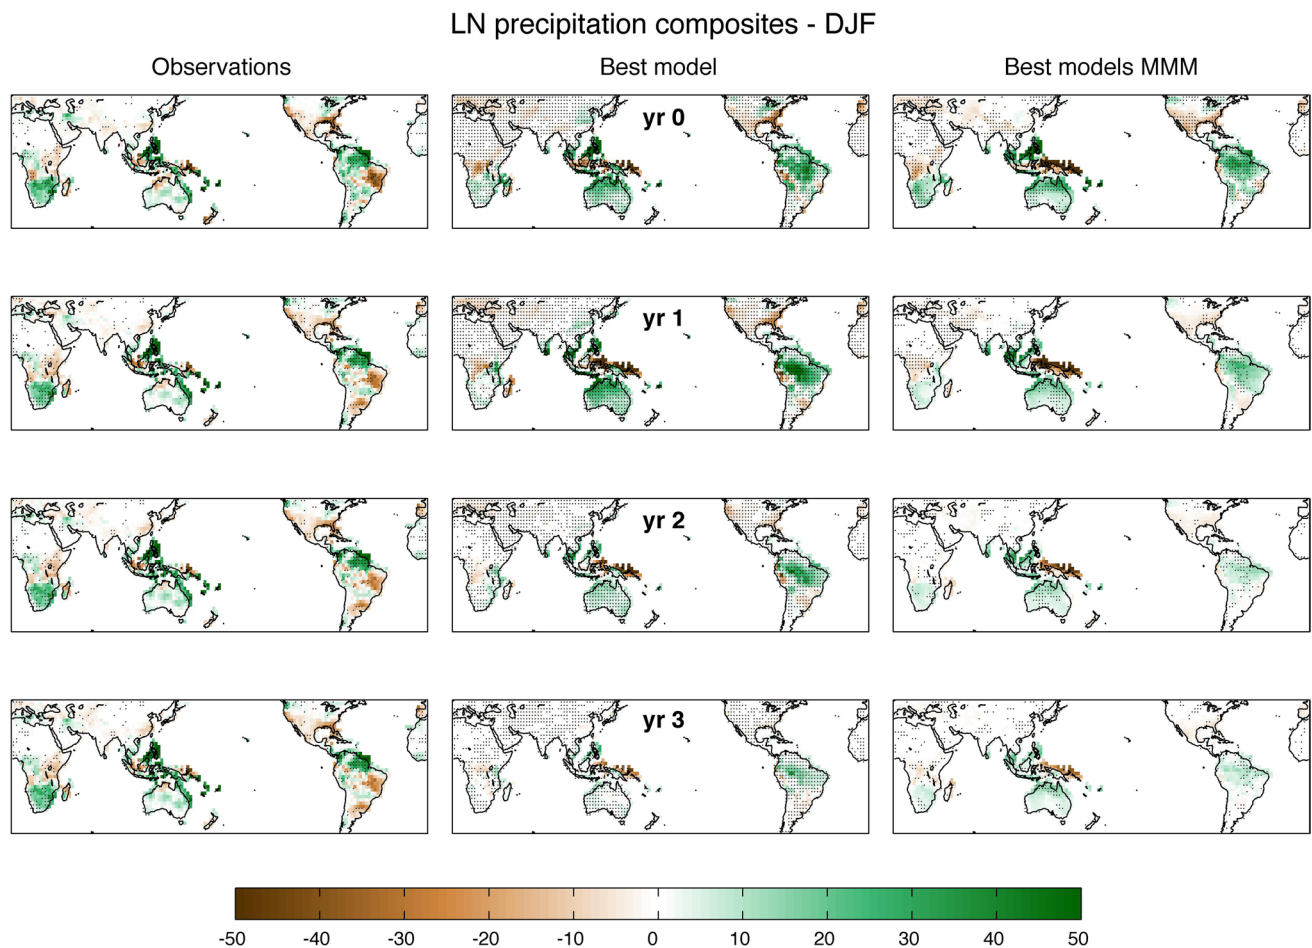 LN precipitation composites - DJF
Observations
Best model
Best models MMM
yr 0
yr 1
yr 2
yr 3
-50 -40 -30 -20 -10 0 10 20 30 40 50